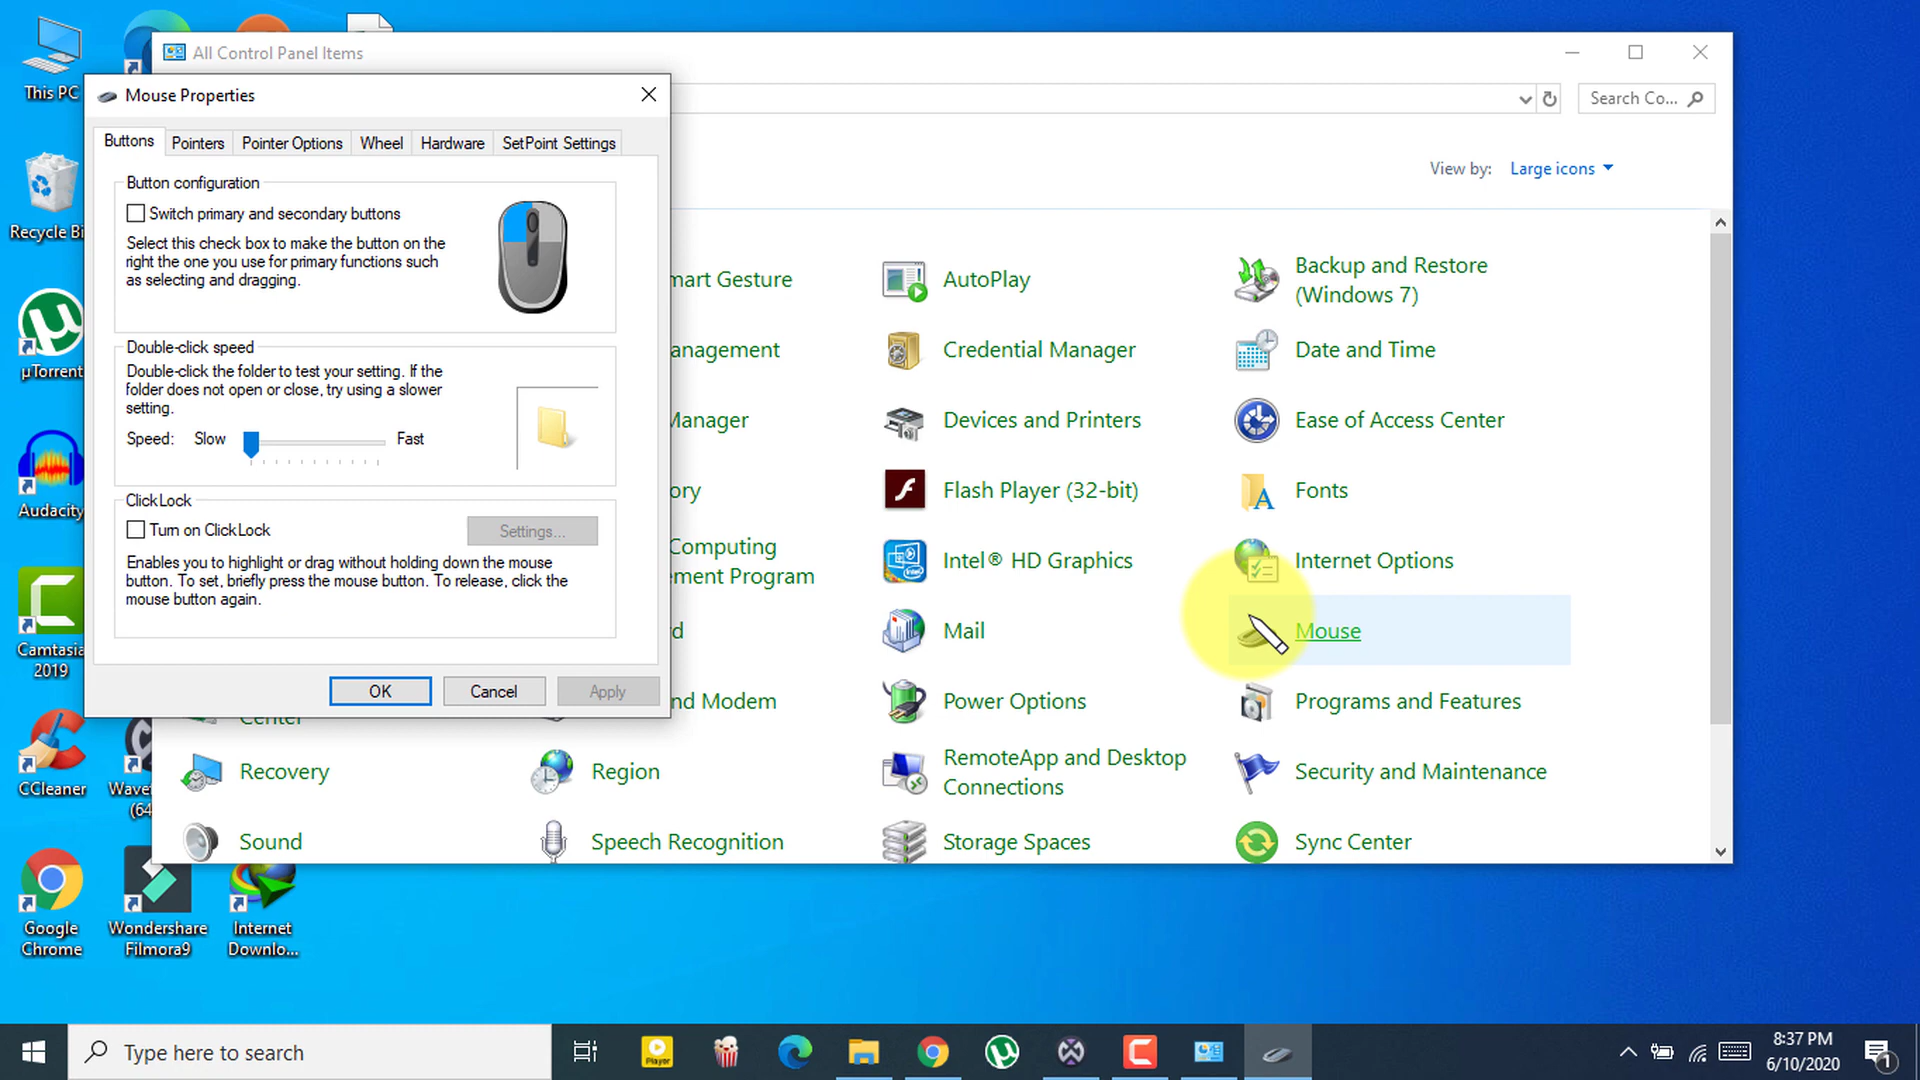 This PC
Recycle Bi
µTorrent
Audacity
Camtasia
2019
CCleaner
Wavef
(64
Google
Chrome
Wondershare
Filmora9
Internet
Downlo...
All Control Panel Items
Search Co...
View by: Large icons
Mouse Properties
Buttons Pointers Pointer Options Wheel Hardware SetPoint Settings
Button configuration
Switch primary and secondary buttons
Select this check box to make the button on the
right the one you use for primary functions such
as selecting and dragging.
Double-click speed
Double-click the folder to test your setting. If the
folder does not open or close, try using a slower
setting.
Speed: Slow Fast
ClickLock
Turn on ClickLock Settings...
Enables you to highlight or drag without holding down the mouse
button. To set, briefly press the mouse button. To release, click the
mouse button again.
OK Cancel Apply
mart Gesture
AutoPlay
Backup and Restore
(Windows 7)
anagement
Credential Manager
Date and Time
Manager
Devices and Printers
Ease of Access Center
ory
Flash Player (32-bit)
Fonts
Computing
ment Program
Intel® HD Graphics
Internet Options
d
Mail
Mouse
Center
nd Modem
Power Options
Programs and Features
Recovery
Region
RemoteApp and Desktop
Connections
Security and Maintenance
Sound
Speech Recognition
Storage Spaces
Sync Center
Type here to search
Player
8:37 PM
6/10/2020
1